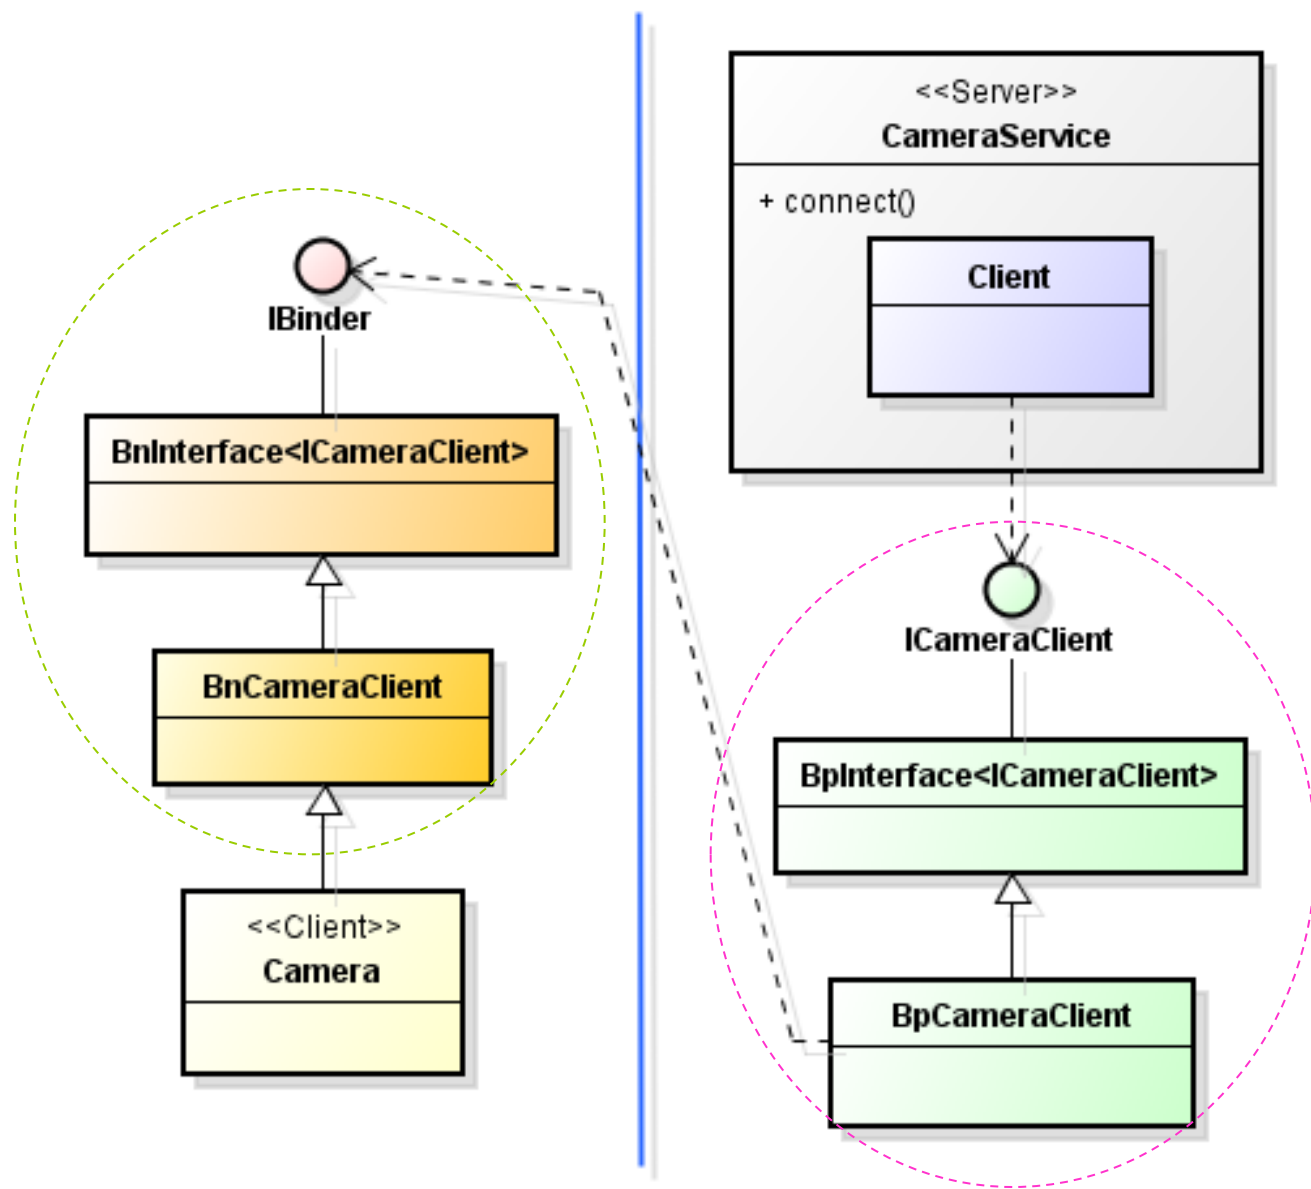 IBinder
BnInterface<ICameraClient>
BnCameraClient
<<Client>>
Camera
<<Server>>
CameraService
+ connect()
Client
ICameraClient
BpInterface<ICameraClient>
BpCameraClient